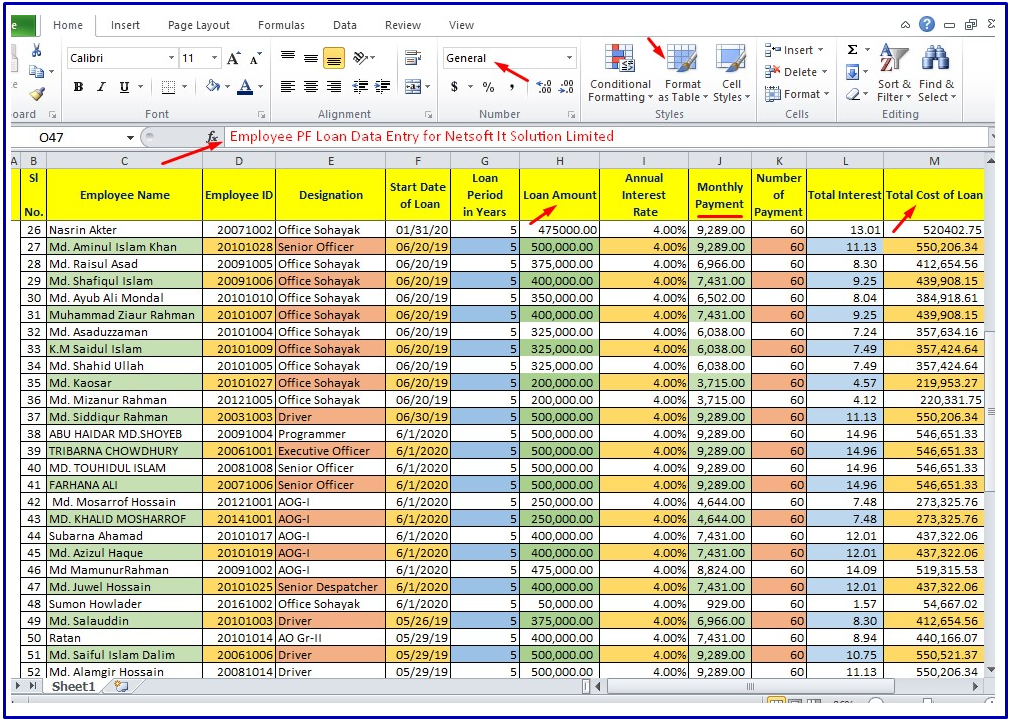 e Home Insert Page Layout Formulas Data Review View
Calibri 11 A A General Insert
B I U A $ % , .00 .0 Conditional Formatting Format as Table Cell Styles Delete Format Sort & Filter Find & Select
oard Font Alignment Number Styles Cells Editing
O47 fx Employee PF Loan Data Entry for Netsoft It Solution Limited
A B C D E F G H I J K L M
Sl No. Employee Name Employee ID Designation Start Date of Loan Loan Period in Years Loan Amount Annual Interest Rate Monthly Payment Number of Payment Total Interest Total Cost of Loan
26 Nasrin Akter 20071002 Office Sohayak 01/31/20 5 475000.00 4.00% 9,289.00 60 13.01 520402.75
27 Md. Aminul Islam Khan 20101028 Senior Officer 06/20/19 5 500,000.00 4.00% 9,289.00 60 11.13 550,206.34
28 Md. Raisul Asad 20091005 Office Sohayak 06/20/19 5 375,000.00 4.00% 6,966.00 60 8.30 412,654.56
29 Md. Shafiqul Islam 20091006 Office Sohayak 06/20/19 5 400,000.00 4.00% 7,431.00 60 9.25 439,908.15
30 Md. Ayub Ali Mondal 20101010 Office Sohayak 06/20/19 5 350,000.00 4.00% 6,502.00 60 8.04 384,918.61
31 Muhammad Ziaur Rahman 20101007 Office Sohayak 06/20/19 5 400,000.00 4.00% 7,431.00 60 9.25 439,908.15
32 Md. Asaduzzaman 20101004 Office Sohayak 06/20/19 5 325,000.00 4.00% 6,038.00 60 7.24 357,634.16
33 K.M Saidul Islam 20101009 Office Sohayak 06/20/19 5 325,000.00 4.00% 6,038.00 60 7.49 357,424.64
34 Md. Shahid Ullah 20101005 Office Sohayak 06/20/19 5 325,000.00 4.00% 6,038.00 60 7.49 357,424.64
35 Md. Kaosar 20101027 Office Sohayak 06/20/19 5 200,000.00 4.00% 3,715.00 60 4.57 219,953.27
36 Md. Mizanur Rahman 20121005 Office Sohayak 06/20/19 5 200,000.00 4.00% 3,715.00 60 4.12 220,331.75
37 Md. Siddiqur Rahman 20031003 Driver 06/30/19 5 500,000.00 4.00% 9,289.00 60 11.13 550,206.34
38 ABU HAIDAR MD.SHOYEB 20091004 Programmer 6/1/2020 5 500,000.00 4.00% 9,289.00 60 14.96 546,651.33
39 TRIBARNA CHOWDHURY 20061001 Executive Officer 6/1/2020 5 500,000.00 4.00% 9,289.00 60 14.96 546,651.33
40 MD. TOUHIDUL ISLAM 20081008 Senior Officer 6/1/2020 5 500,000.00 4.00% 9,289.00 60 14.96 546,651.33
41 FARHANA ALI 20071006 Senior Officer 6/1/2020 5 500,000.00 4.00% 9,289.00 60 14.96 546,651.33
42 Md. Mosarrof Hossain 20121001 AOG-I 6/1/2020 5 250,000.00 4.00% 4,644.00 60 7.48 273,325.76
43 MD. KHALID MOSHARROF 20141001 AOG-I 6/1/2020 5 250,000.00 4.00% 4,644.00 60 7.48 273,325.76
44 Subarna Ahamad 20101017 AOG-I 6/1/2020 5 400,000.00 4.00% 7,431.00 60 12.01 437,322.06
45 Md. Azizul Haque 20101019 AOG-I 6/1/2020 5 400,000.00 4.00% 7,431.00 60 12.01 437,322.06
46 Md MamunurRahman 20091002 AOG-I 6/1/2020 5 475,000.00 4.00% 8,824.00 60 14.09 519,315.53
47 Md. Juwel Hossain 20101025 Senior Despatcher 6/1/2020 5 400,000.00 4.00% 7,431.00 60 12.01 437,322.06
48 Sumon Howlader 20161002 Office Sohayak 6/1/2020 5 50,000.00 4.00% 929.00 60 1.57 54,667.02
49 Md. Salauddin 20101003 Driver 05/26/19 5 375,000.00 4.00% 6,966.00 60 8.30 412,654.56
50 Ratan 20101014 AO Gr-II 05/29/19 5 400,000.00 4.00% 7,431.00 60 8.94 440,166.07
51 Md. Saiful Islam Dalim 20061006 Driver 05/29/19 5 500,000.00 4.00% 9,289.00 60 10.75 550,521.37
52 Md. Alamgir Hossain 20081014 Driver 05/29/19 5 500,000.00 4.00% 9,289.00 60 11.13 550,206.34
Sheet1